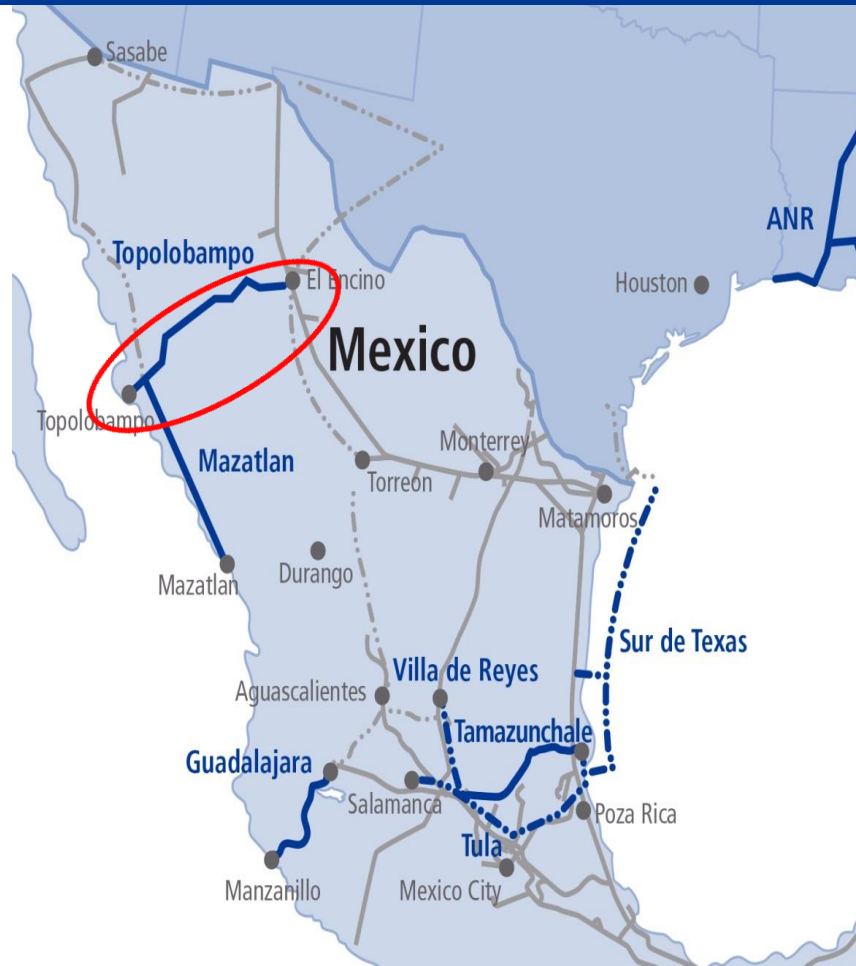 Sasabe
ANR
Topolobampo
El Encino
Houston
Mexico
Topolobampo
Monterrey
Mazatlan
Torreon
Matamoros
Durango
Mazatlan
Sur de Texas
Villa de Reyes
Aguascalientes
Tamazunchale
Guadalajara
Salamanca
Poza Rica
Tula
Manzanillo
Mexico City